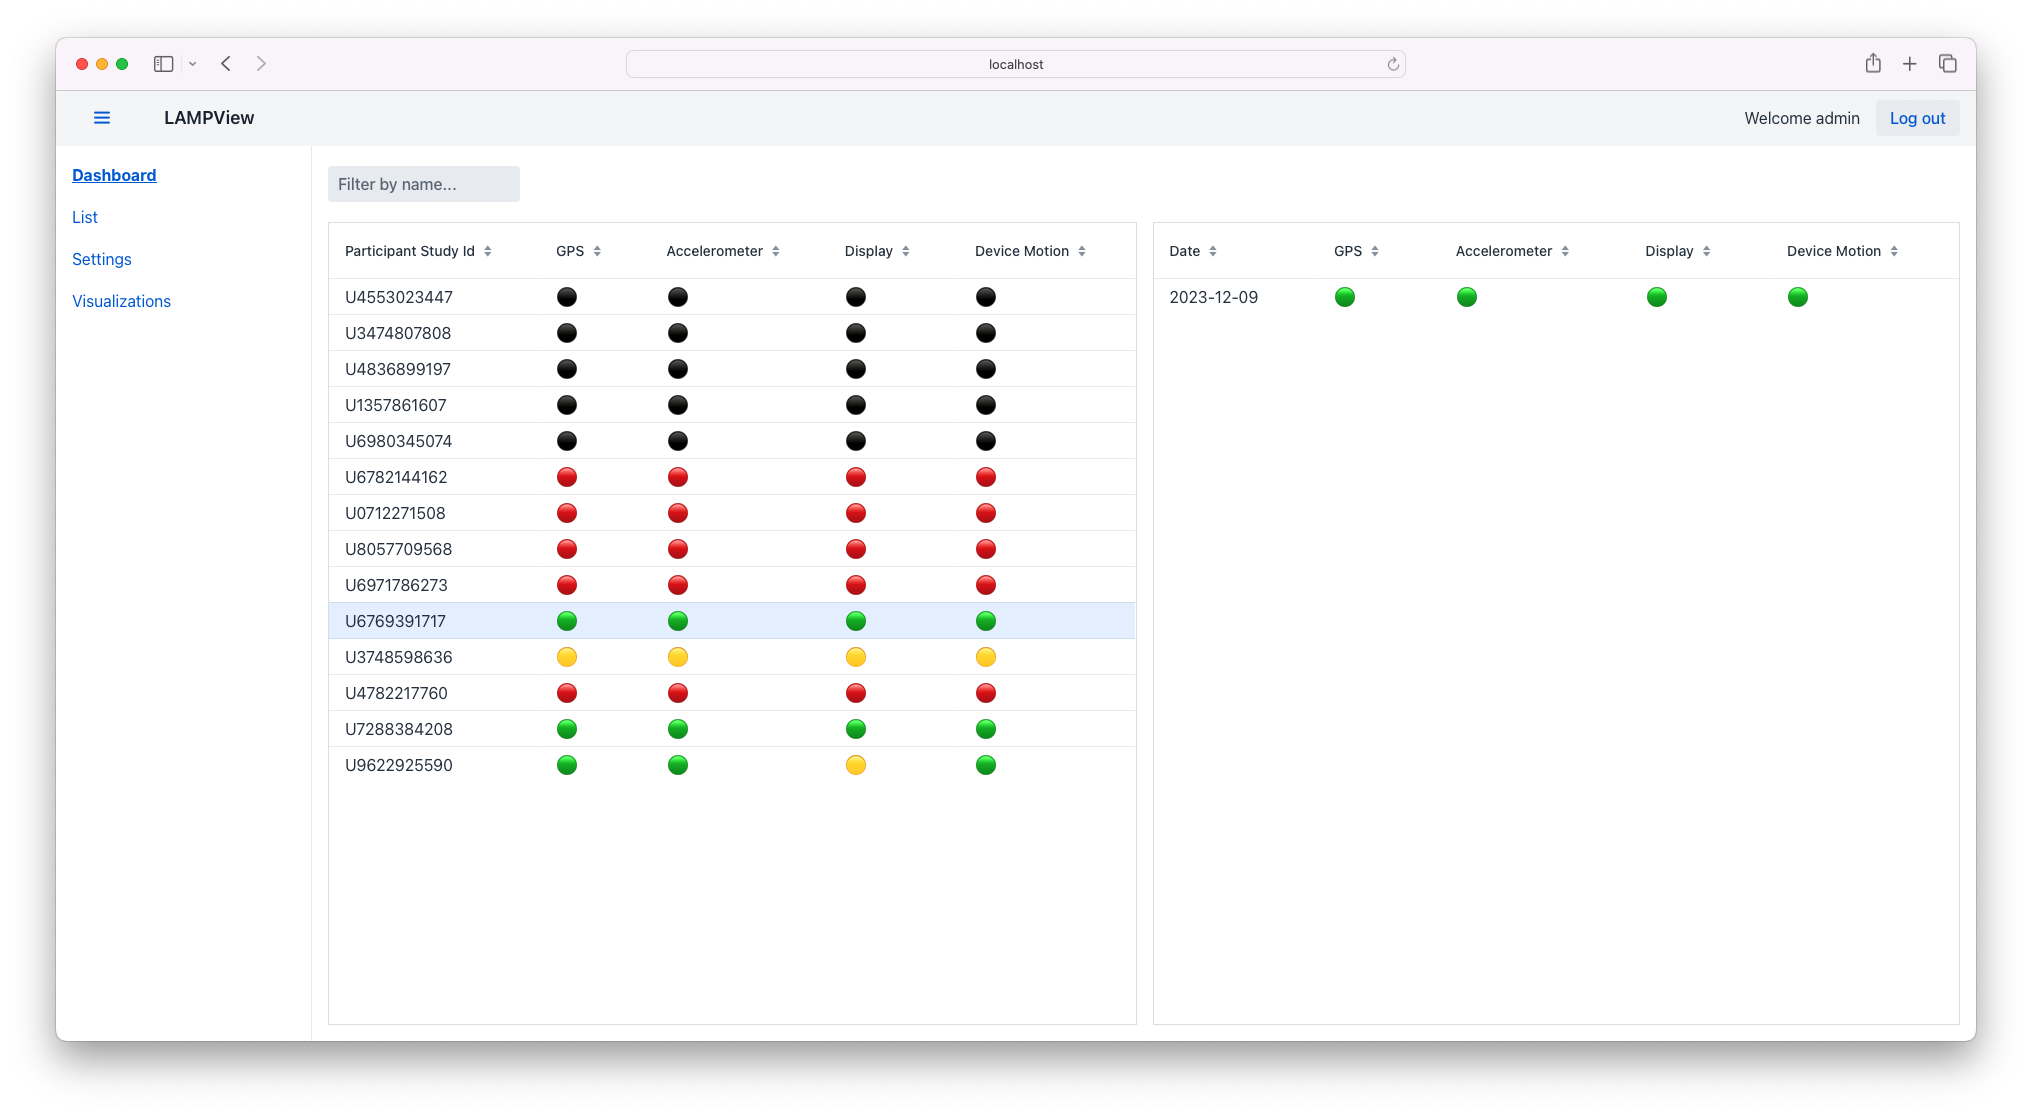 localhost
LAMPView
Welcome admin
Log out
Dashboard
List
Settings
Visualizations
Filter by name...
Participant Study Id GPS Accelerometer Display Device Motion
U4553023447
U3474807808
U4836899197
U1357861607
U6980345074
U6782144162
U0712271508
U8057709568
U6971786273
U6769391717
U3748598636
U4782217760
U7288384208
U9622925590
Date GPS Accelerometer Display Device Motion
2023-12-09